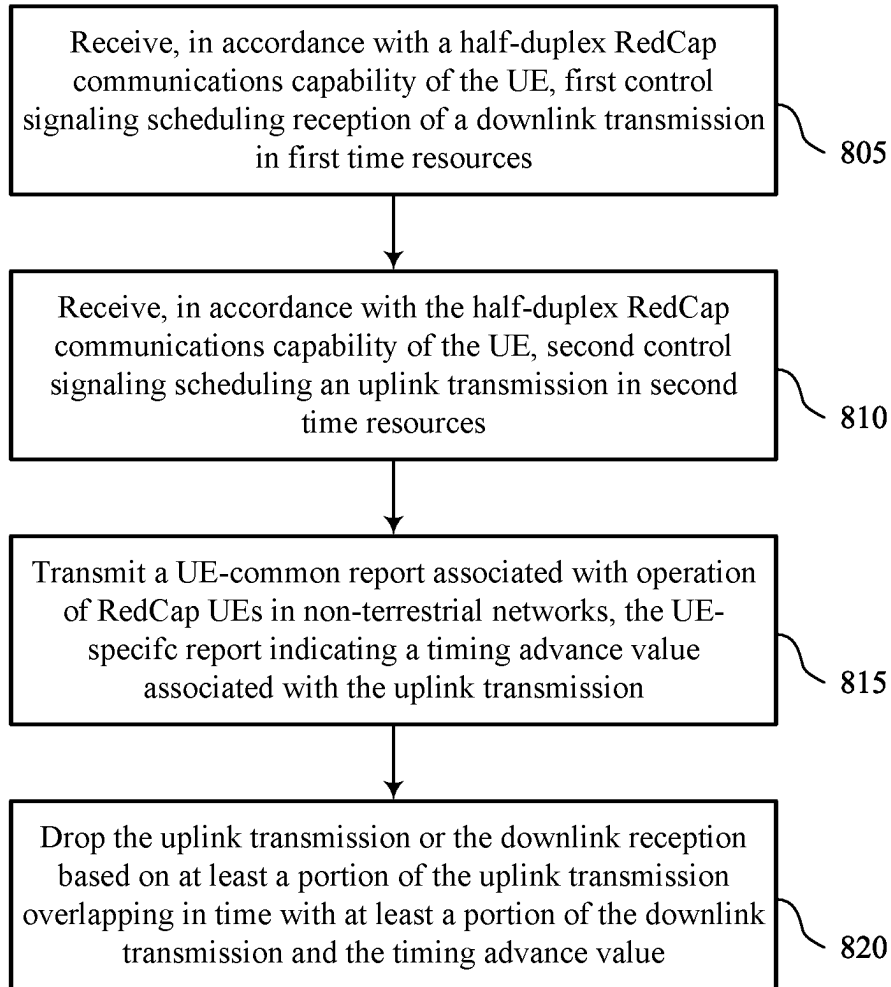 Receive, in accordance with a half-duplex RedCap
communications capability of the UE, first control
signaling scheduling reception of a downlink transmission
in first time resources
805
Receive, in accordance with the half-duplex RedCap
communications capability of the UE, second control
signaling scheduling an uplink transmission in second
time resources
810
Transmit a UE-common report associated with operation
of RedCap UEs in non-terrestrial networks, the UE-
specifc report indicating a timing advance value
associated with the uplink transmission
815
Drop the uplink transmission or the downlink reception
based on at least a portion of the uplink transmission
overlapping in time with at least a portion of the downlink
transmission and the timing advance value
820